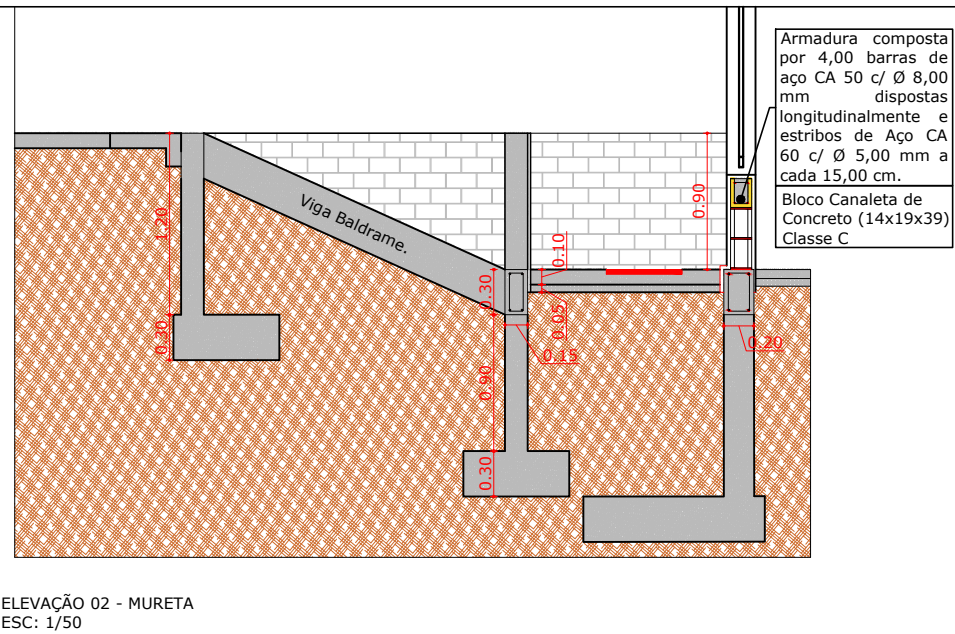 Armadura composta
por 4,00 barras de
aço CA 50 c/ Ø 8,00
mm dispostas
longitudinalmente e
estribos de Aço CA
60 c/ Ø 5,00 mm a
cada 15,00 cm.
Bloco Canaleta de
Concreto (14x19x39)
Classe C
Viga Baldrame.
1.20
0.30
0.90
0.10
0.30
0.05
0.15
0.20
0.90
0.30
ELEVAÇÃO 02 - MURETA
ESC: 1/50